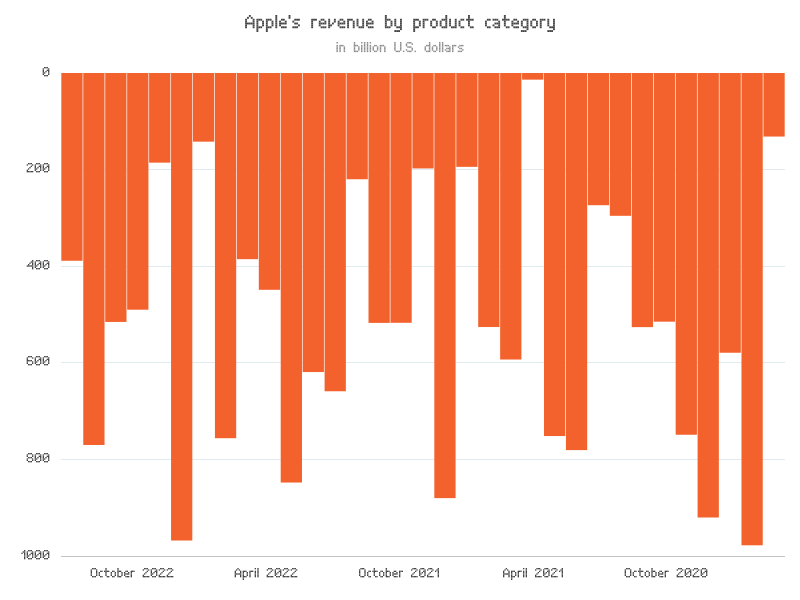 Apple's revenue by product category
in billion U.S. dollars
0
200
400
600
800
1000
October 2022 April 2022 October 2021 April 2021 October 2020